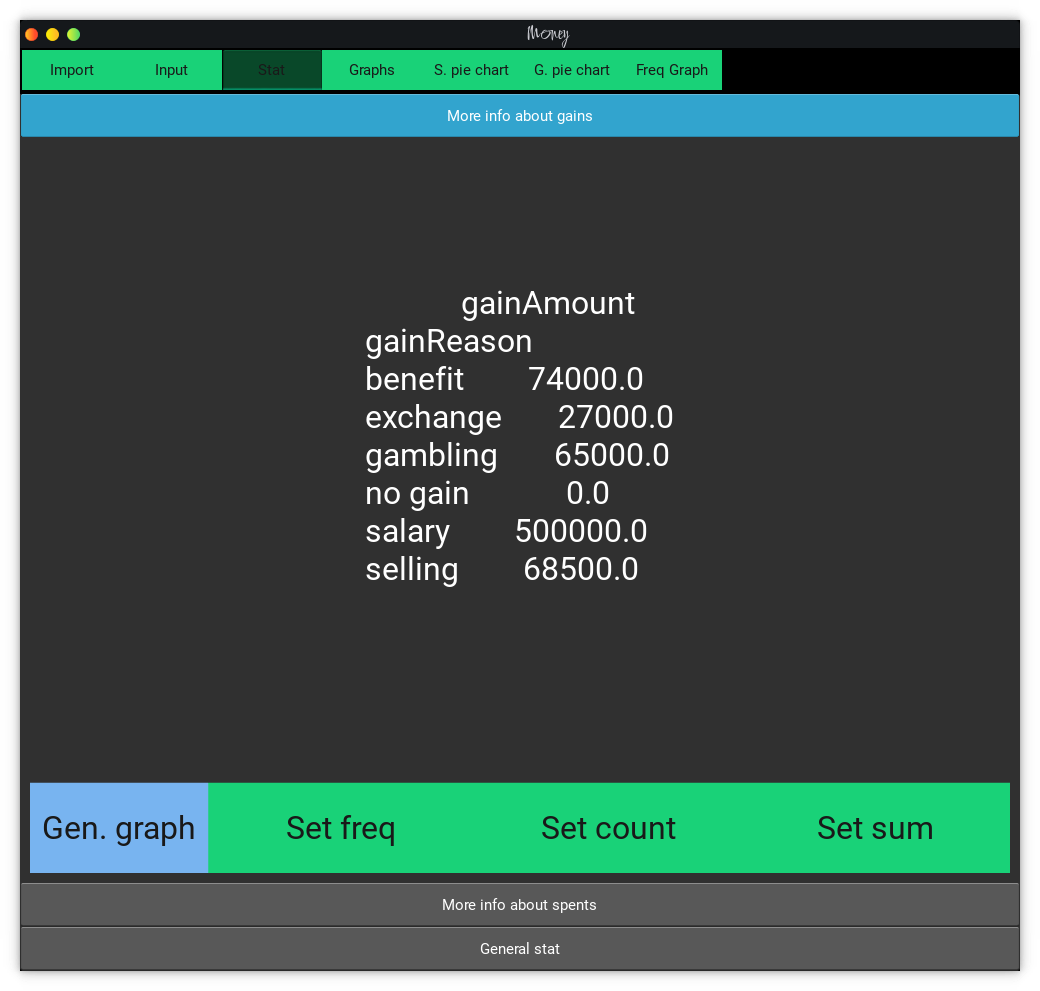 Money
Import Input Stat Graphs S. pie chart G. pie chart Freq Graph
More info about gains
gainAmount
gainReason
benefit 74000.0
exchange 27000.0
gambling 65000.0
no gain 0.0
salary 500000.0
selling 68500.0
Gen. graph Set freq Set count Set sum
More info about spents
General stat